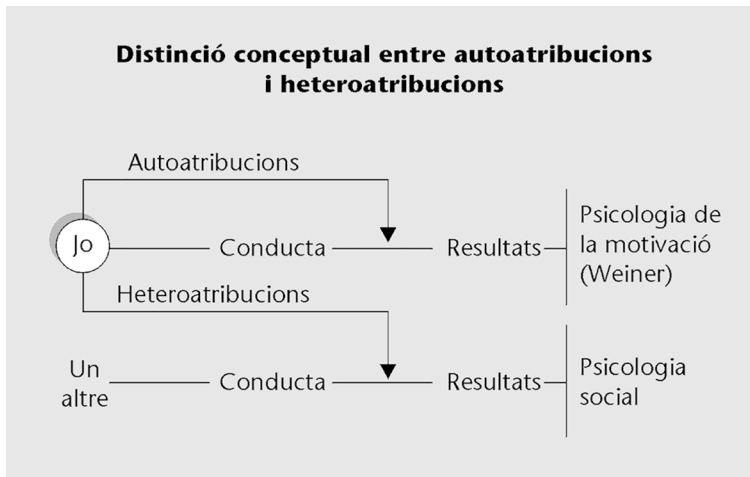 Distinció conceptual entre autoatribucions
i heteroatribucions
Autoatribucions
Jo
Conducta
Resultats
Psicologia de
la motivació
(Weiner)
Heteroatribucions
Un
altre
Conducta
Resultats
Psicologia
social